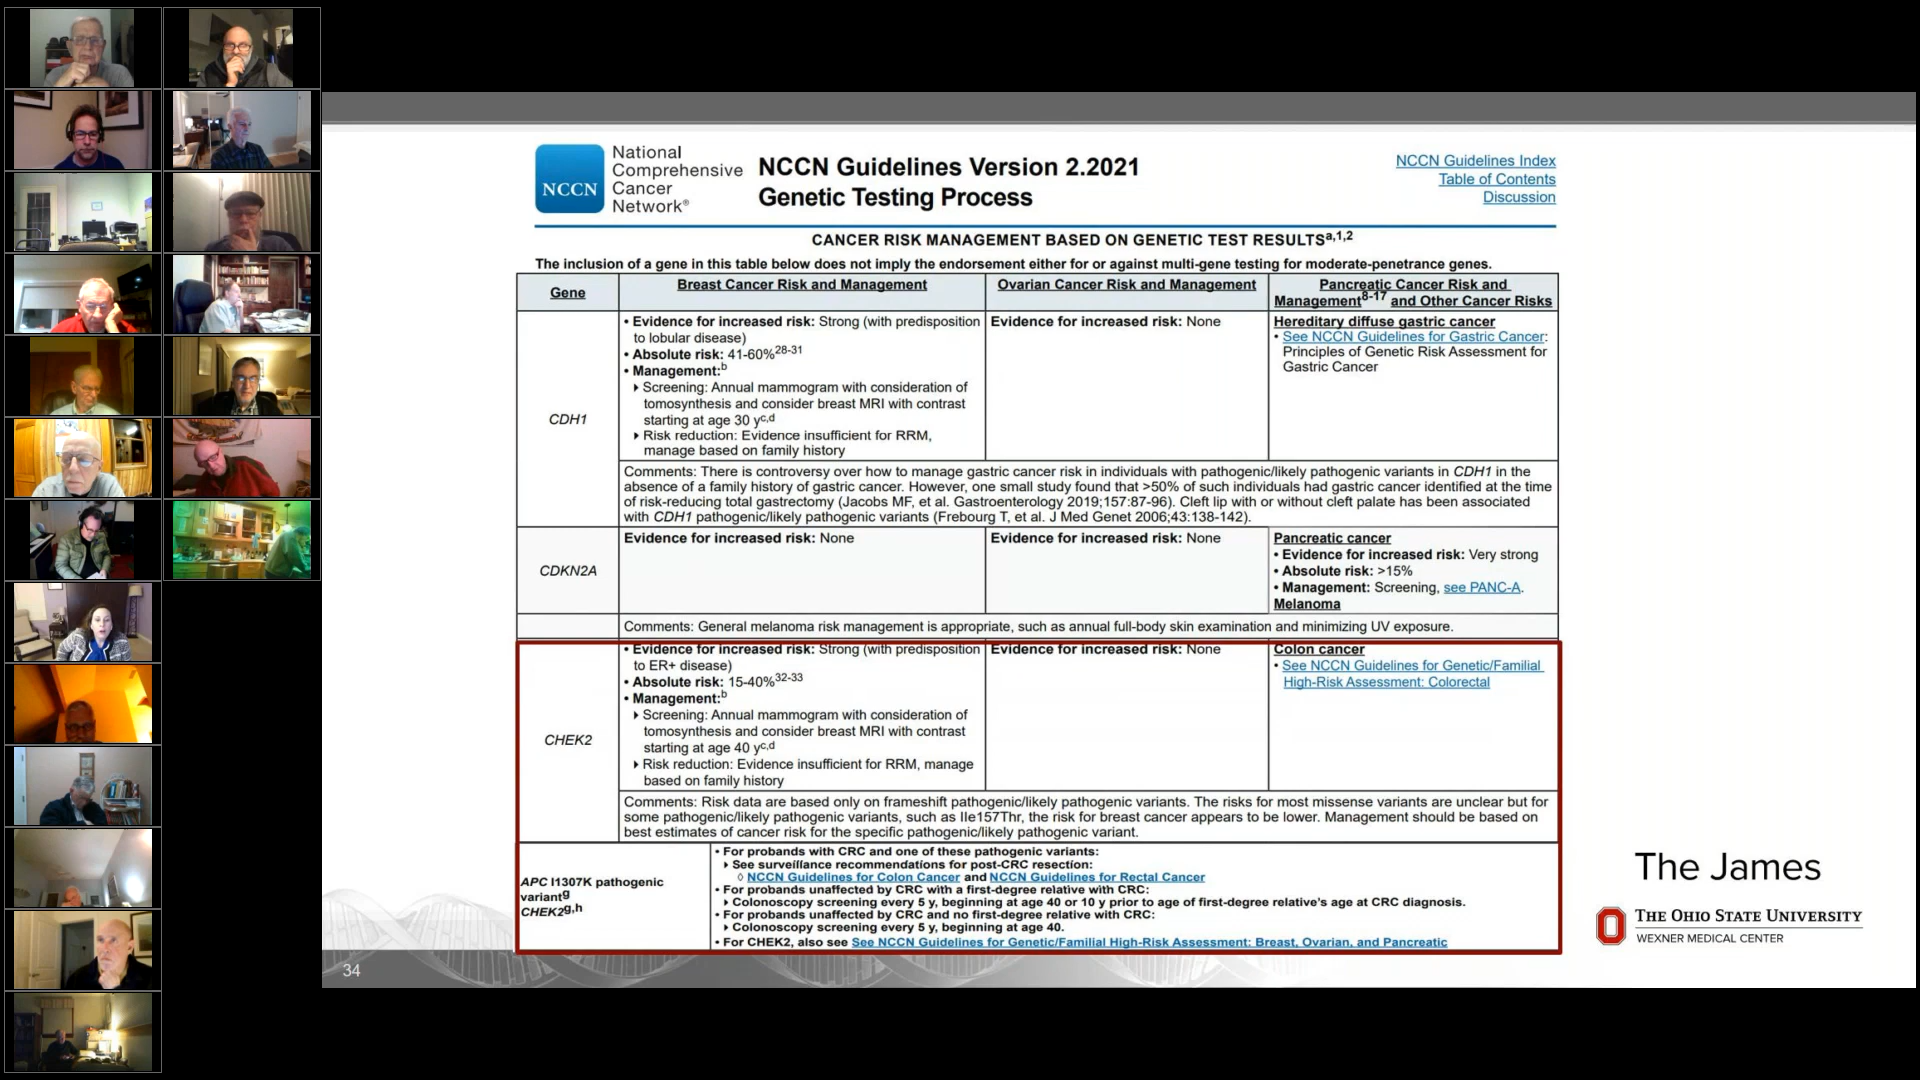 National
Comprehensive
Cancer
Network®
NCCN
NCCN Guidelines Version 2.2021
Genetic Testing Process
NCCN Guidelines Index
Table of Contents
Discussion
CANCER RISK MANAGEMENT BASED ON GENETIC TEST RESULTSa,1,2
The inclusion of a gene in this table below does not imply the endorsement either for or against multi-gene testing for moderate-penetrance genes.
Gene
Breast Cancer Risk and Management
Ovarian Cancer Risk and Management
Pancreatic Cancer Risk and
Management8-17 and Other Cancer Risks
CDH1
• Evidence for increased risk: Strong (with predisposition
to lobular disease)
• Absolute risk: 41-60%28-31
• Management:b
Screening: Annual mammogram with consideration of
tomosynthesis and consider breast MRI with contrast
starting at age 30 yc,d
Risk reduction: Evidence insufficient for RRM,
manage based on family history
Evidence for increased risk: None
Hereditary diffuse gastric cancer
• See NCCN Guidelines for Gastric Cancer:
Principles of Genetic Risk Assessment for
Gastric Cancer
Comments: There is controversy over how to manage gastric cancer risk in individuals with pathogenic/likely pathogenic variants in CDH1 in the
absence of a family history of gastric cancer. However, one small study found that >50% of such individuals had gastric cancer identified at the time
of risk-reducing total gastrectomy (Jacobs MF, et al. Gastroenterology 2019;157:87-96). Cleft lip with or without cleft palate has been associated
with CDH1 pathogenic/likely pathogenic variants (Frebourg T, et al. J Med Genet 2006;43:138-142).
CDKN2A
Evidence for increased risk: None
Evidence for increased risk: None
Pancreatic cancer
• Evidence for increased risk: Very strong
• Absolute risk: >15%
• Management: Screening, see PANC-A.
Melanoma
Comments: General melanoma risk management is appropriate, such as annual full-body skin examination and minimizing UV exposure.
CHEK2
• Evidence for increased risk: Strong (with predisposition
to ER+ disease)
• Absolute risk: 15-40%32-33
• Management:b
Screening: Annual mammogram with consideration of
tomosynthesis and consider breast MRI with contrast
starting at age 40 yc,d
Risk reduction: Evidence insufficient for RRM, manage
based on family history
Evidence for increased risk: None
Colon cancer
• See NCCN Guidelines for Genetic/Familial
High-Risk Assessment: Colorectal
Comments: Risk data are based only on frameshift pathogenic/likely pathogenic variants. The risks for most missense variants are unclear but for
some pathogenic/likely pathogenic variants, such as Ile157Thr, the risk for breast cancer appears to be lower. Management should be based on
best estimates of cancer risk for the specific pathogenic/likely pathogenic variant.
APC I1307K pathogenic
variantg
CHEK2g,h
• For probands with CRC and one of these pathogenic variants:
See surveillance recommendations for post-CRC resection:
◊ NCCN Guidelines for Colon Cancer and NCCN Guidelines for Rectal Cancer
• For probands unaffected by CRC with a first-degree relative with CRC:
Colonoscopy screening every 5 y, beginning at age 40 or 10 y prior to age of first-degree relative's age at CRC diagnosis.
• For probands unaffected by CRC and no first-degree relative with CRC:
Colonoscopy screening every 5 y, beginning at age 40.
• For CHEK2, also see See NCCN Guidelines for Genetic/Familial High-Risk Assessment: Breast, Ovarian, and Pancreatic
34
The James
THE OHIO STATE UNIVERSITY
WEXNER MEDICAL CENTER